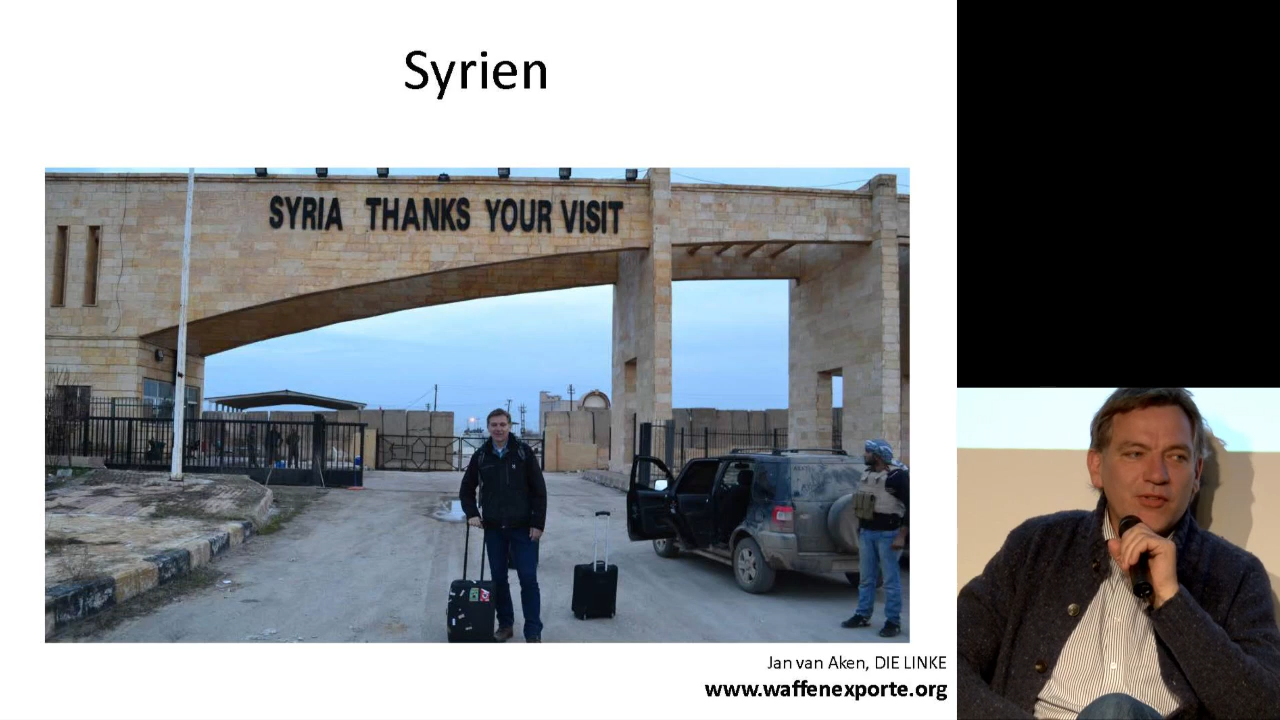 Syrien
SYRIA THANKS YOUR VISIT
Jan van Aken, DIE LINKE
www.waffenexporte.org